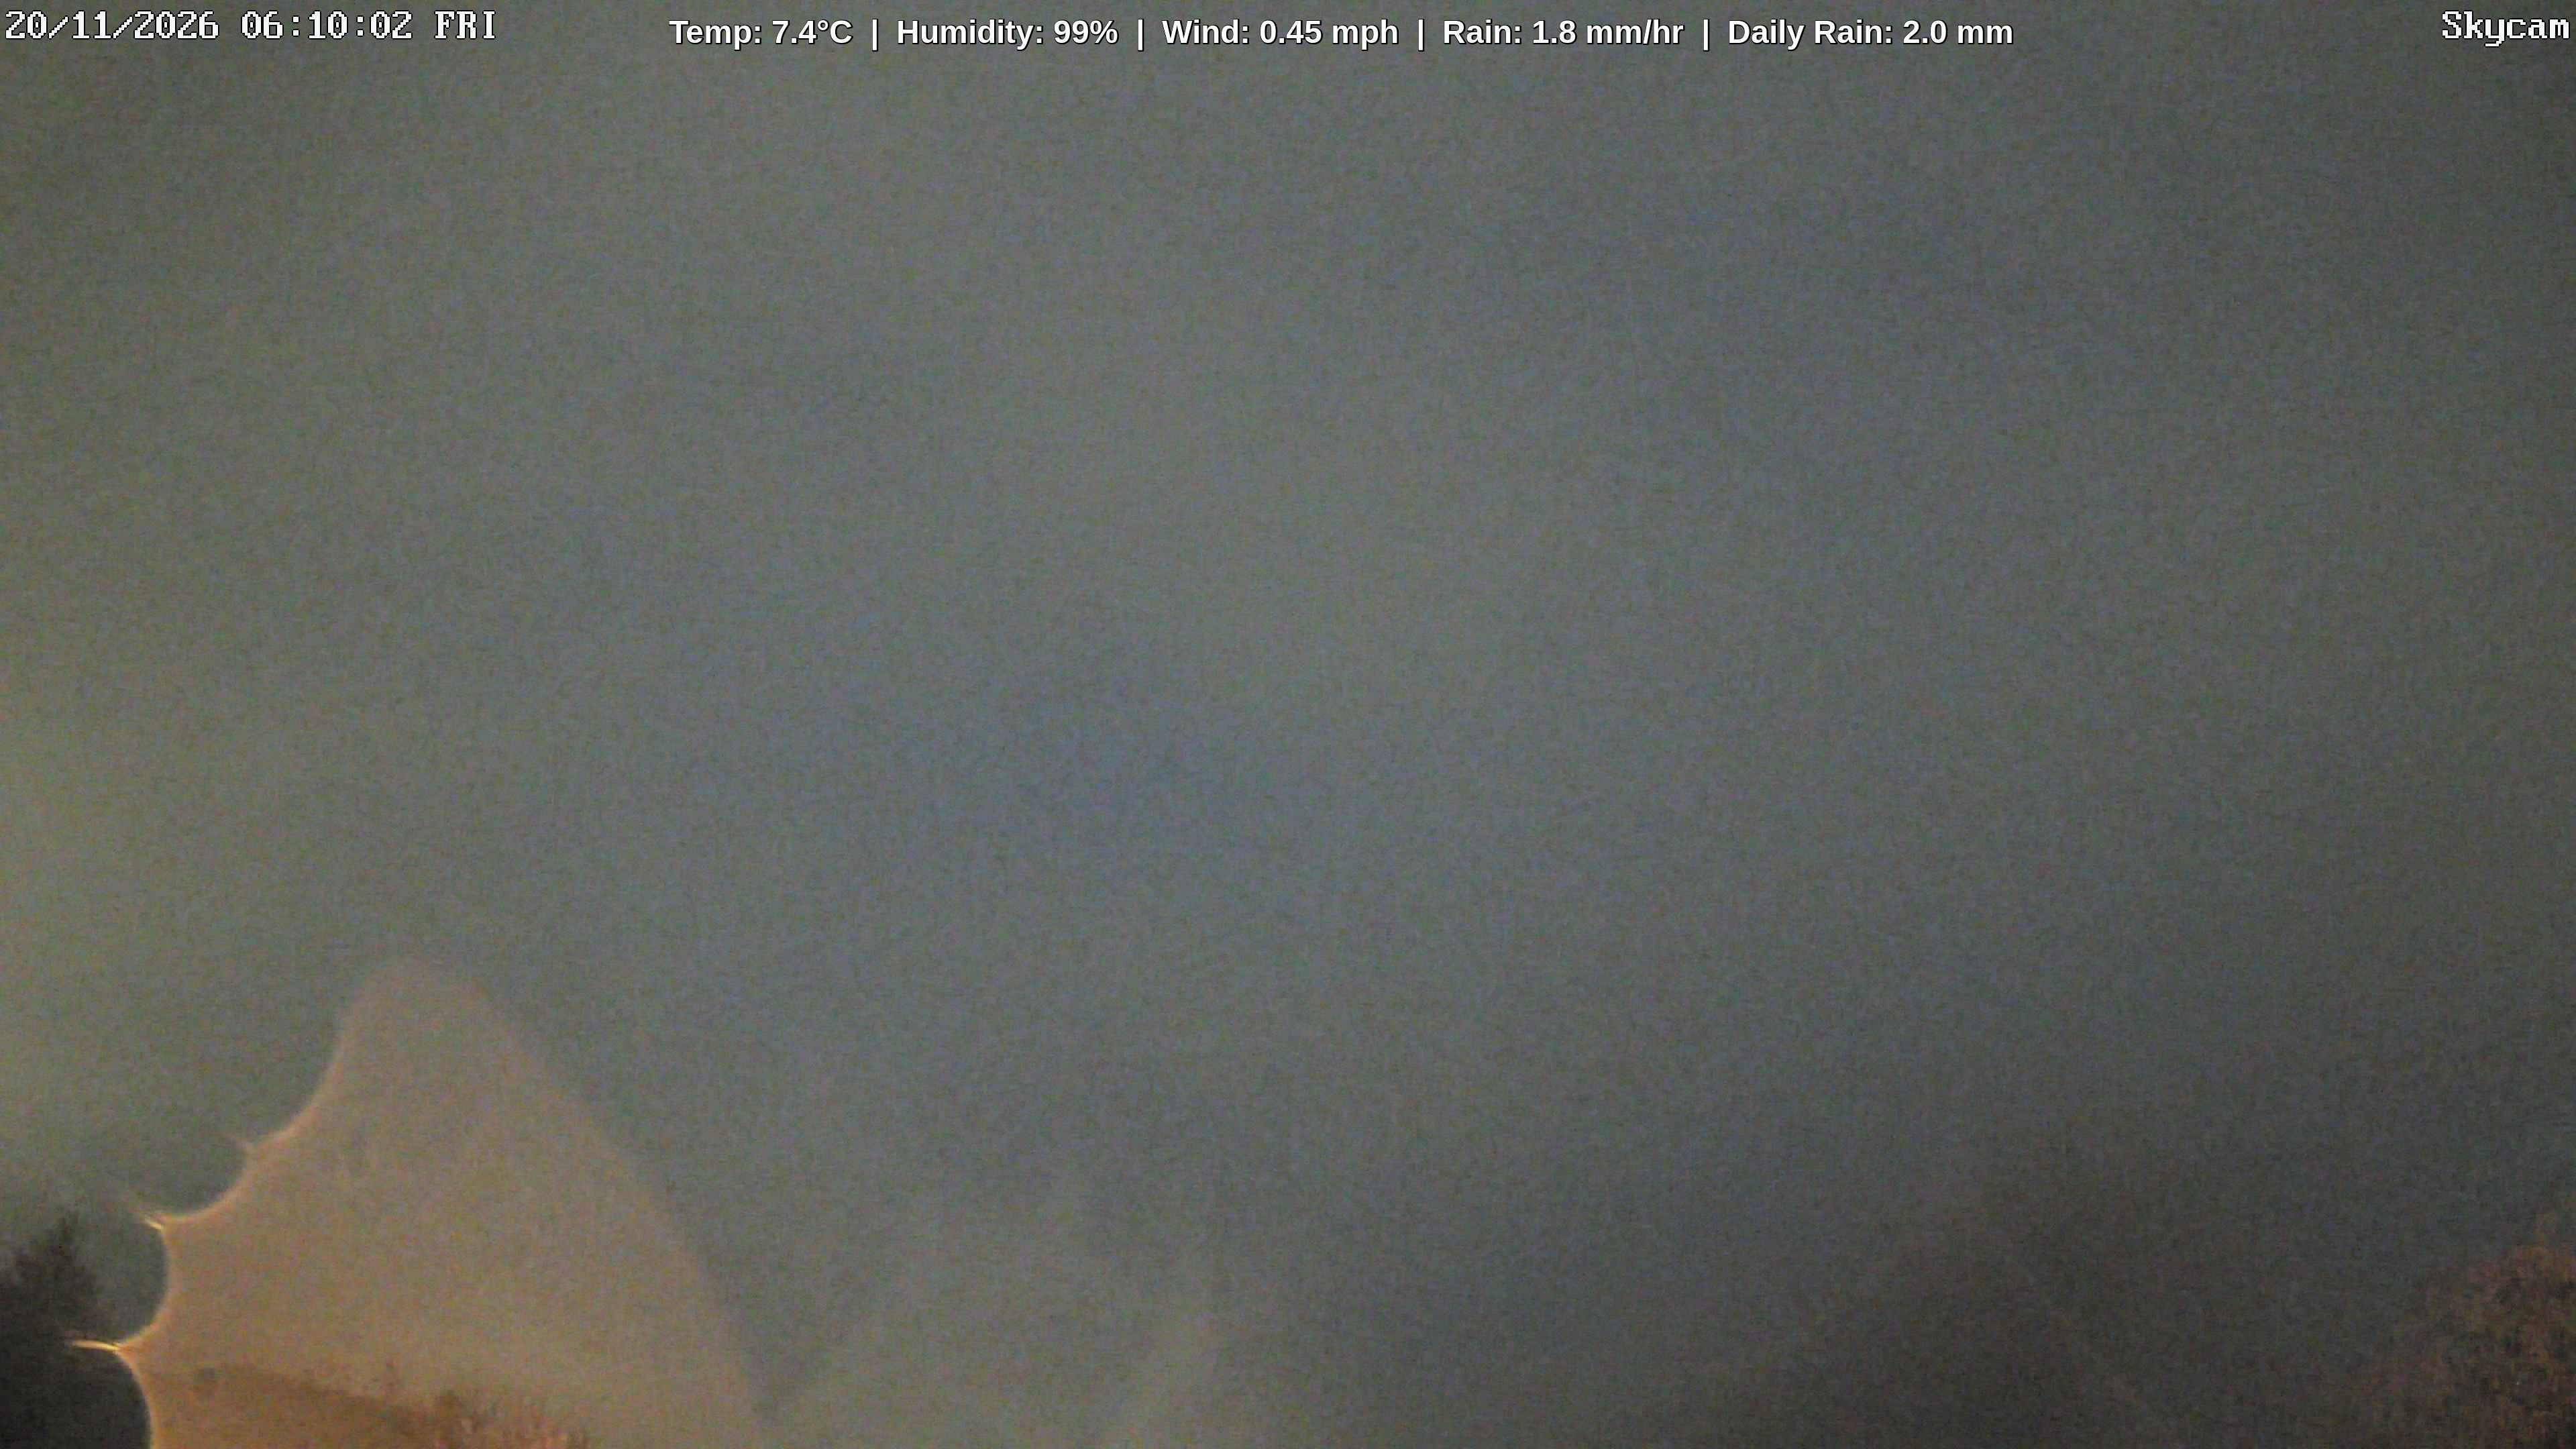 20/11/2026 06:10:02 FRI
Temp: 7.4°C | Humidity: 99% | Wind: 0.45 mph | Rain: 1.8 mm/hr | Daily Rain: 2.0 mm
Skycam